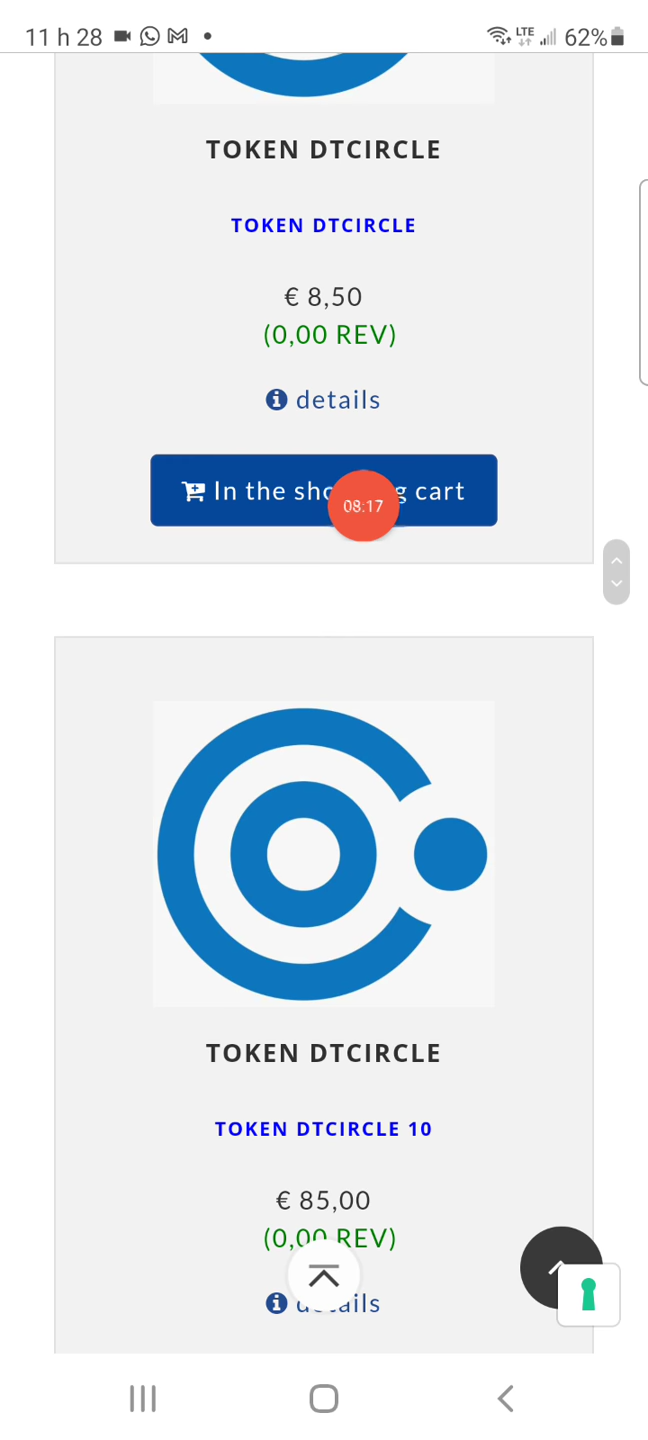 11 h 28
LTE
62%
TOKEN DTCIRCLE
TOKEN DTCIRCLE
€ 8,50
(0,00 REV)
details
In the sho g cart
08:17
TOKEN DTCIRCLE
TOKEN DTCIRCLE 10
€ 85,00
(0,00 REV)
details